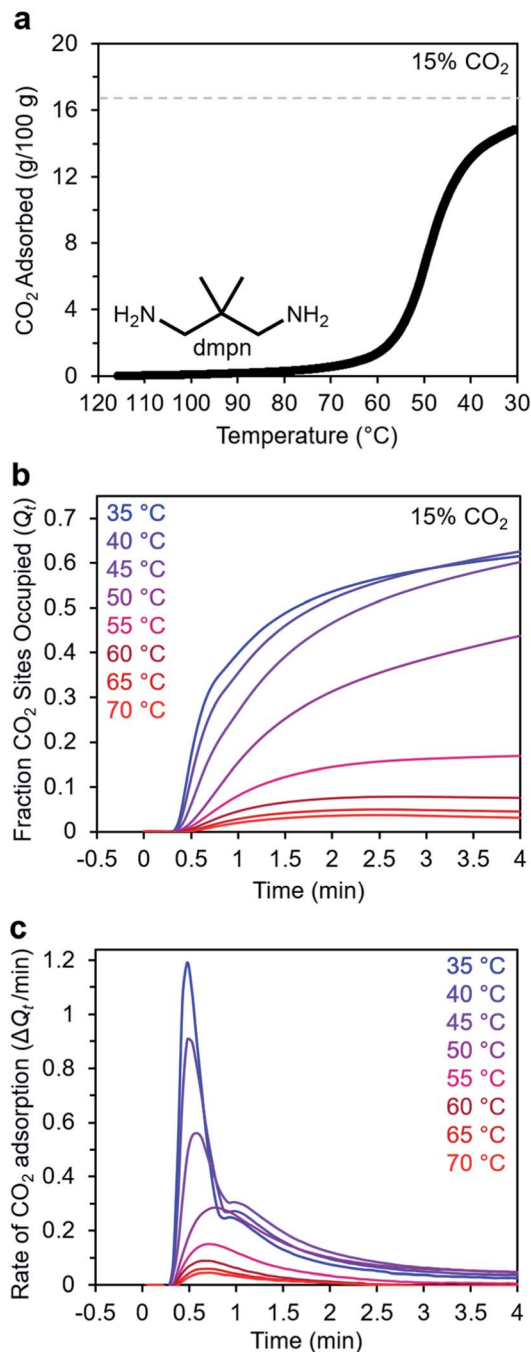 a
20
15% CO₂
16
12
8
4
0
CO₂ Adsorbed (g/100 g)
H₂N
NH₂
dmpn
120 110 100 90 80 70 60 50 40 30
Temperature (°C)
b
0.7
0.6
0.5
0.4
0.3
0.2
0.1
0
Fraction CO₂ Sites Occupied (Qₜ)
35 °C
40 °C
45 °C
50 °C
55 °C
60 °C
65 °C
70 °C
15% CO₂
-0.5 0 0.5 1 1.5 2 2.5 3 3.5 4
Time (min)
c
1.2
1
0.8
0.6
0.4
0.2
0
Rate of CO₂ adsorption (ΔQₜ/min)
35 °C
40 °C
45 °C
50 °C
55 °C
60 °C
65 °C
70 °C
-0.5 0 0.5 1 1.5 2 2.5 3 3.5 4
Time (min)